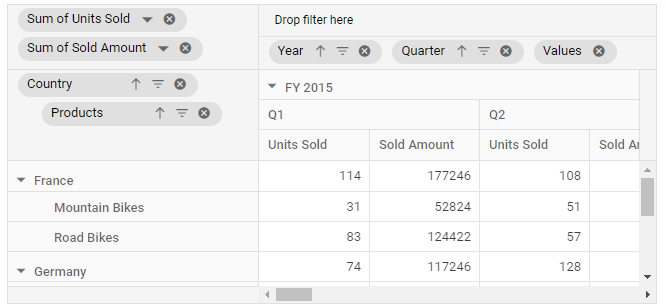 Sum of Units Sold
Drop filter here
Sum of Sold Amount
Year Quarter Values
Country
Products
FY 2015
Q1 Q2
Units Sold Sold Amount Units Sold Sold A
France 114 177246 108
Mountain Bikes 31 52824 51
Road Bikes 83 124422 57
Germany 74 117246 128